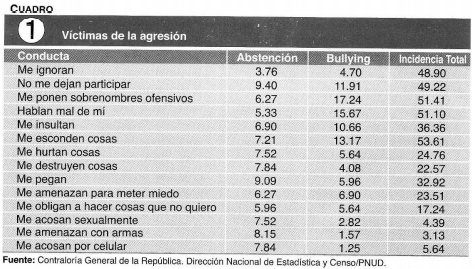 CUADRO
1 Víctimas de la agresión
Conducta Abstención Bullying Incidencia Total
Me ignoran 3.76 4.70 48.90
No me dejan participar 9.40 11.91 49.22
Me ponen sobrenombres ofensivos 6.27 17.24 51.41
Hablan mal de mí 5.33 15.67 51.10
Me insultan 6.90 10.66 36.36
Me esconden cosas 7.21 13.17 53.61
Me hurtan cosas 7.52 5.64 24.76
Me destruyen cosas 7.84 4.08 22.57
Me pegan 9.09 5.96 32.92
Me amenazan para meter miedo 6.27 6.90 23.51
Me obligan a hacer cosas que no quiero 5.96 5.64 17.24
Me acosan sexualmente 7.52 2.82 4.39
Me amenazan con armas 8.15 1.57 3.13
Me acosan por celular 7.84 1.25 5.64
Fuente: Contraloría General de la República. Dirección Nacional de Estadística y Censo/PNUD.